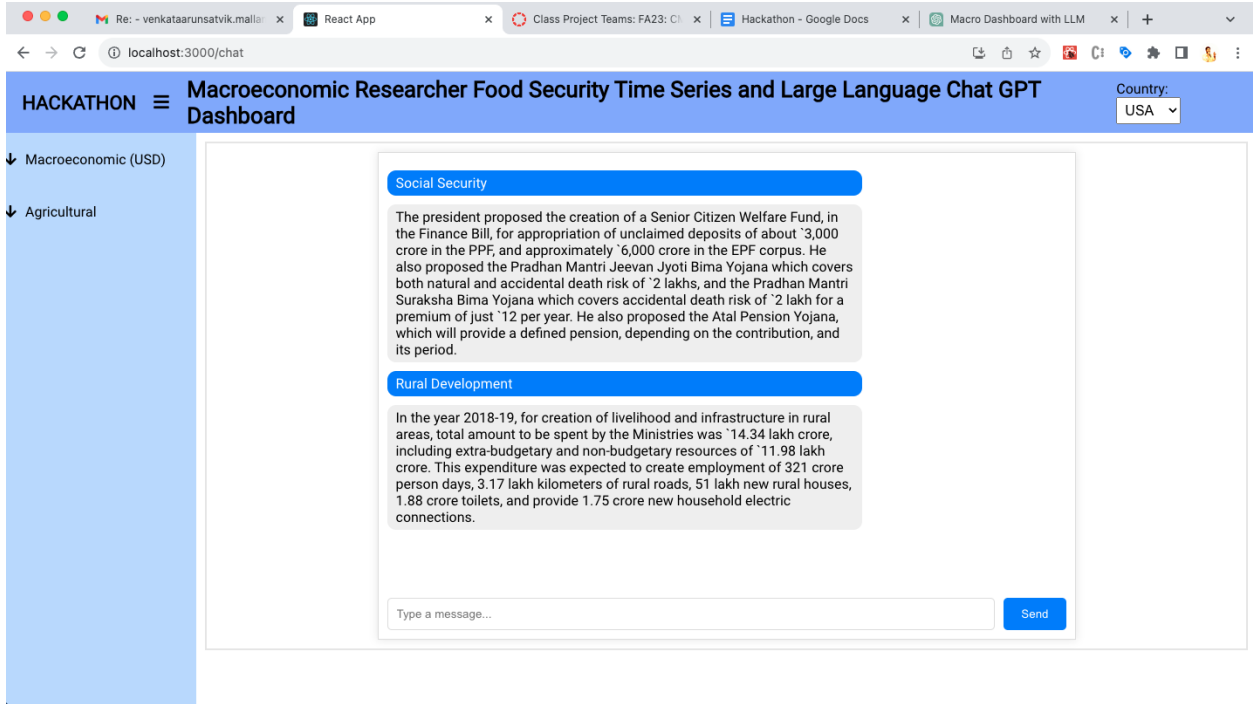 Re: - venkataarunsatvik.mallar
React App
Class Project Teams: FA23: CM
Hackathon - Google Docs
Macro Dashboard with LLM
localhost:3000/chat
HACKATHON
Macroeconomic Researcher Food Security Time Series and Large Language Chat GPT
Dashboard
Country:
USA
Macroeconomic (USD)
Agricultural
Social Security
The president proposed the creation of a Senior Citizen Welfare Fund, in
the Finance Bill, for appropriation of unclaimed deposits of about `3,000
crore in the PPF, and approximately `6,000 crore in the EPF corpus. He
also proposed the Pradhan Mantri Jeevan Jyoti Bima Yojana which covers
both natural and accidental death risk of `2 lakhs, and the Pradhan Mantri
Suraksha Bima Yojana which covers accidental death risk of `2 lakh for a
premium of just `12 per year. He also proposed the Atal Pension Yojana,
which will provide a defined pension, depending on the contribution, and
its period.
Rural Development
In the year 2018-19, for creation of livelihood and infrastructure in rural
areas, total amount to be spent by the Ministries was `14.34 lakh crore,
including extra-budgetary and non-budgetary resources of `11.98 lakh
crore. This expenditure was expected to create employment of 321 crore
person days, 3.17 lakh kilometers of rural roads, 51 lakh new rural houses,
1.88 crore toilets, and provide 1.75 crore new household electric
connections.
Type a message...
Send